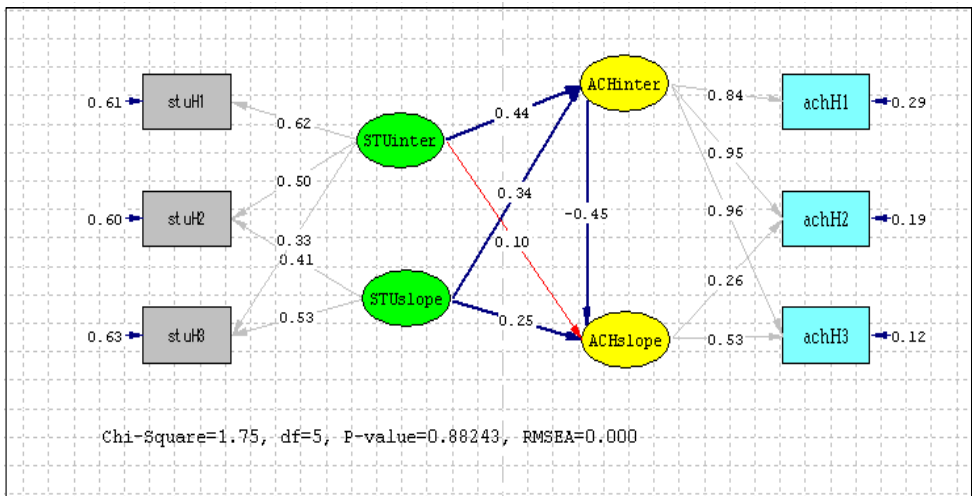 ACHinter
0.61
stuH1
0.84
achH1
0.29
0.44
0.62
STUinter
0.95
0.50
0.34
0.96
0.60
stuH2
-0.45
achH2
0.19
0.33
0.10
0.41
0.26
STUslope
0.53
0.25
0.63
stuH3
ACHslope
0.53
achH3
0.12
Chi-Square=1.75, df=5, P-value=0.88243, RMSEA=0.000